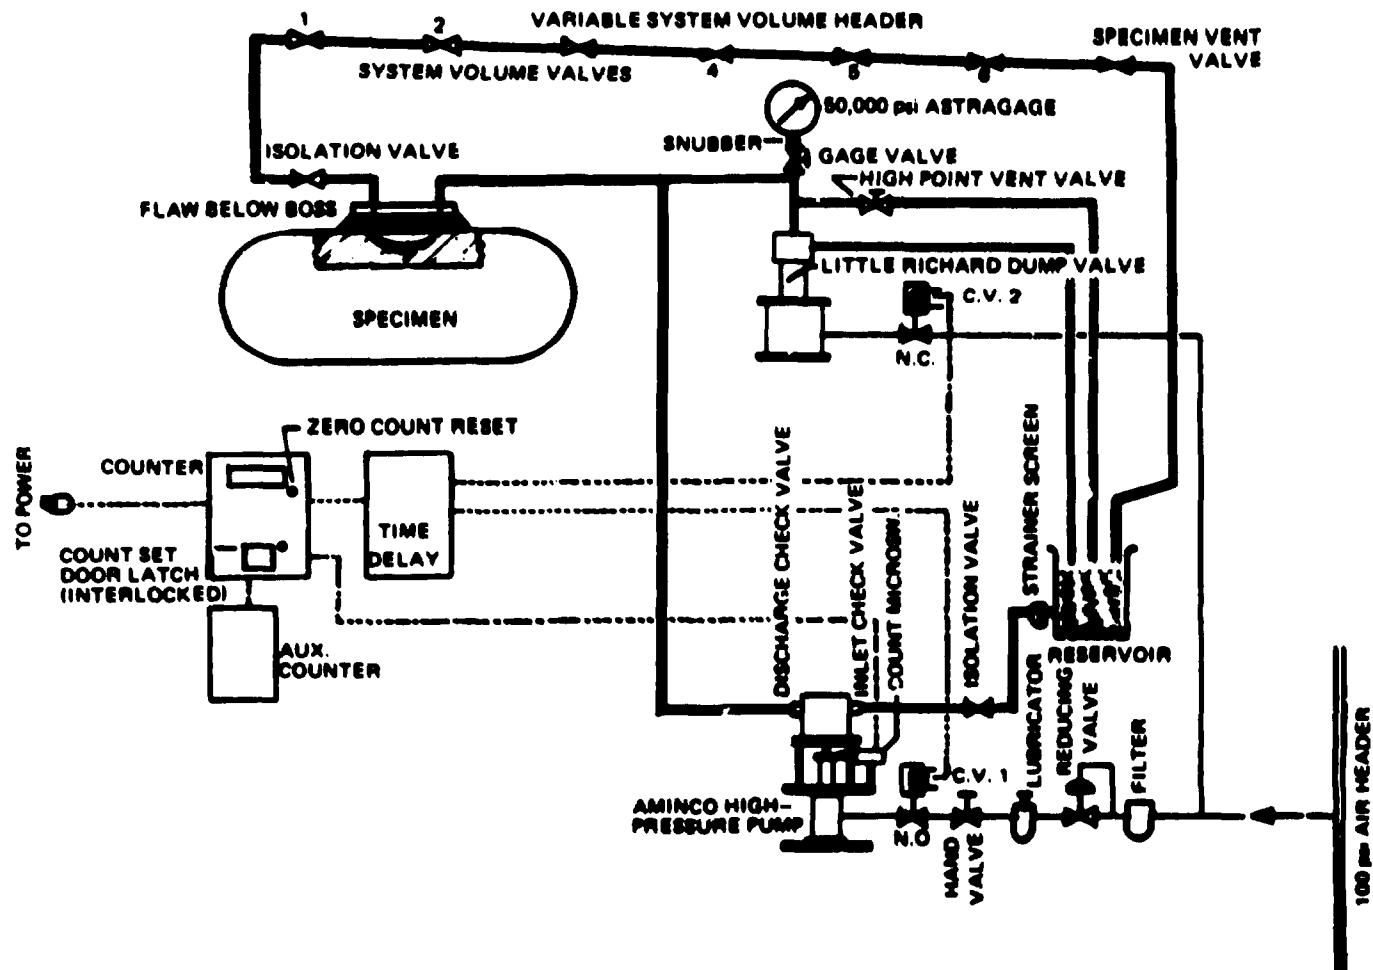 1
2
VARIABLE SYSTEM VOLUME HEADER
SPECIMEN VENT
VALVE
SYSTEM VOLUME VALVES
4
5
6
50,000 psi ASTRAGAGE
SNUBBER
GAGE VALVE
ISOLATION VALVE
HIGH POINT VENT VALVE
FLAW BELOW BOSS
LITTLE RICHARD DUMP VALVE
C.V. 2
SPECIMEN
N.C.
ZERO COUNT RESET
COUNTER
TO POWER
TIME
DELAY
COUNT SET
DOOR LATCH
(INTERLOCKED)
AUX.
COUNTER
DISCHARGE CHECK VALVE
INLET CHECK VALVE
COUNT MICROSW.
ISOLATION VALVE
STRAINER SCREEN
RESERVOIR
LUBRICATOR
REDUCING
VALVE
FILTER
100 psi AIR HEADER
C.V. 1
AMINCO HIGH-
PRESSURE PUMP
N.O.
HAND
VALVE